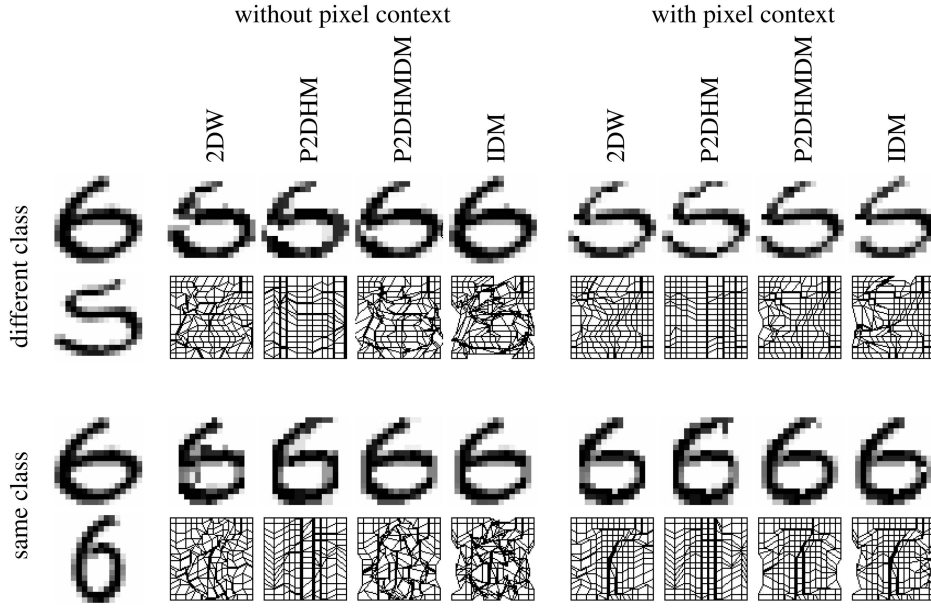 without pixel context with pixel context
2DW P2DHM P2DHMDM IDM 2DW P2DHM P2DHMDM IDM
different class
same class